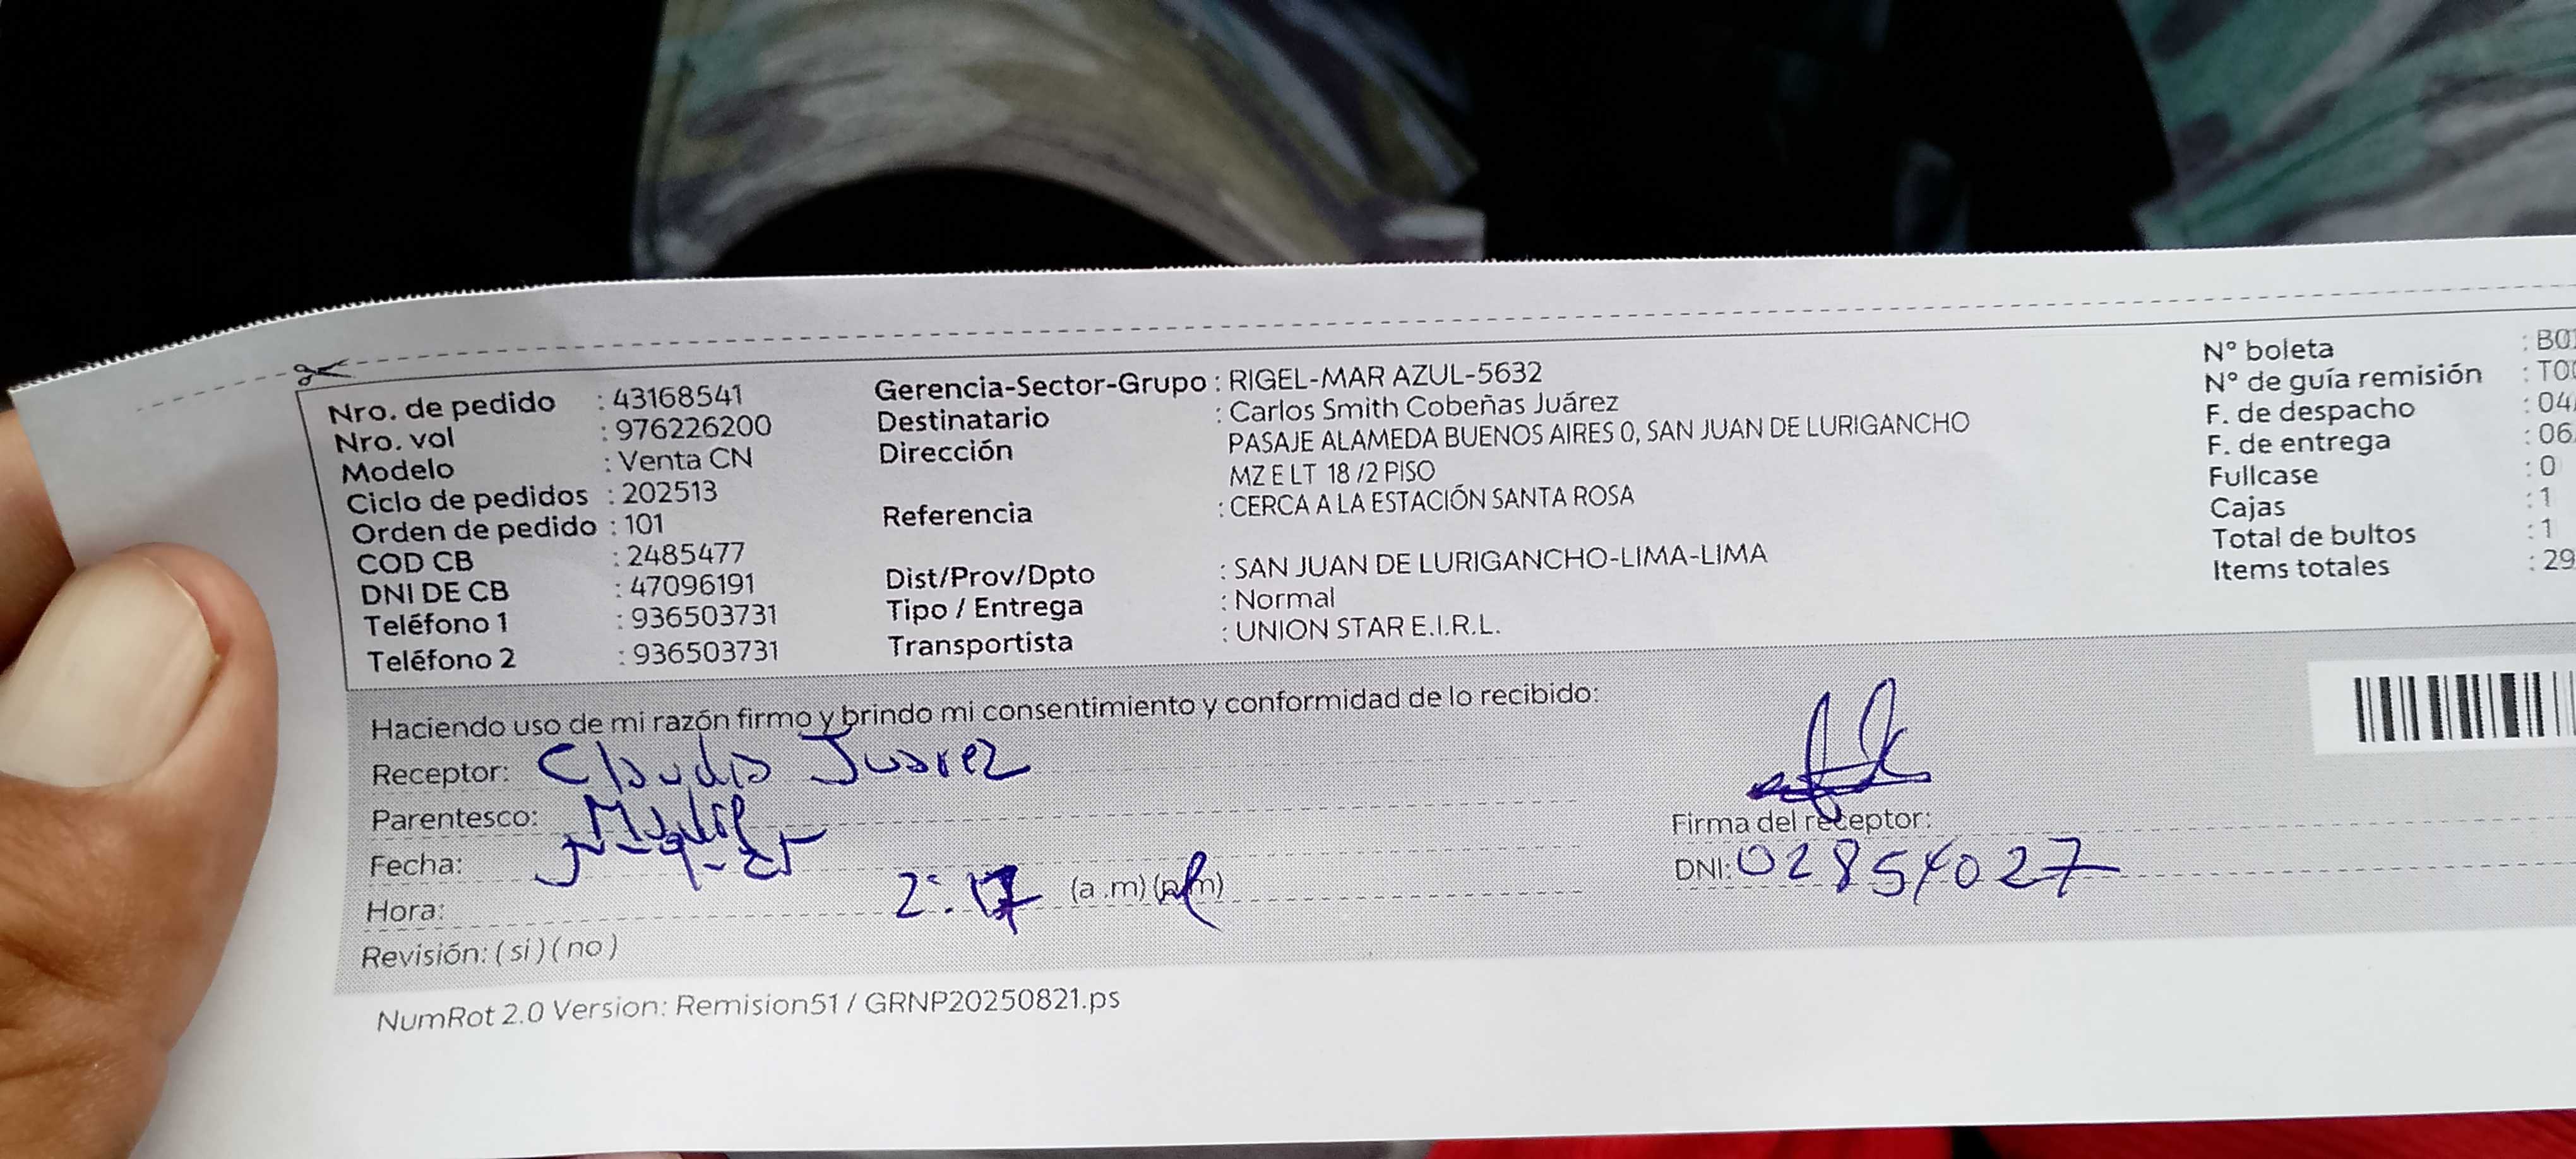 Nro. de pedido : 43168541
Nro. vol : 976226200
Modelo : Venta CN
Ciclo de pedidos : 202513
Orden de pedido : 101
COD CB : 2485477
DNI DE CB : 47096191
Teléfono 1 : 936503731
Teléfono 2 : 936503731
Gerencia-Sector-Grupo : RIGEL-MAR AZUL-5632
Destinatario : Carlos Smith Cobeñas Juárez
Dirección PASAJE ALAMEDA BUENOS AIRES 0, SAN JUAN DE LURIGANCHO
MZ E LT 18 /2 PISO
Referencia : CERCA A LA ESTACIÓN SANTA ROSA
Dist/Prov/Dpto : SAN JUAN DE LURIGANCHO-LIMA-LIMA
Tipo / Entrega : Normal
Transportista : UNION STAR E.I.R.L.
N° boleta : B0
N° de guía remisión : T0
F. de despacho : 04
F. de entrega : 06
Fullcase : 0
Cajas : 1
Total de bultos : 1
Items totales : 29
Haciendo uso de mi razón firmo y brindo mi consentimiento y conformidad de lo recibido:
Receptor: Claudia Juarez
Parentesco:
Fecha:
Hora: 2:17 (a.m) (p.m)
Revisión: (si) (no)
Firma del receptor:
DNI: 02854027
NumRot 2.0 Version: Remision51 / GRNP20250821.ps